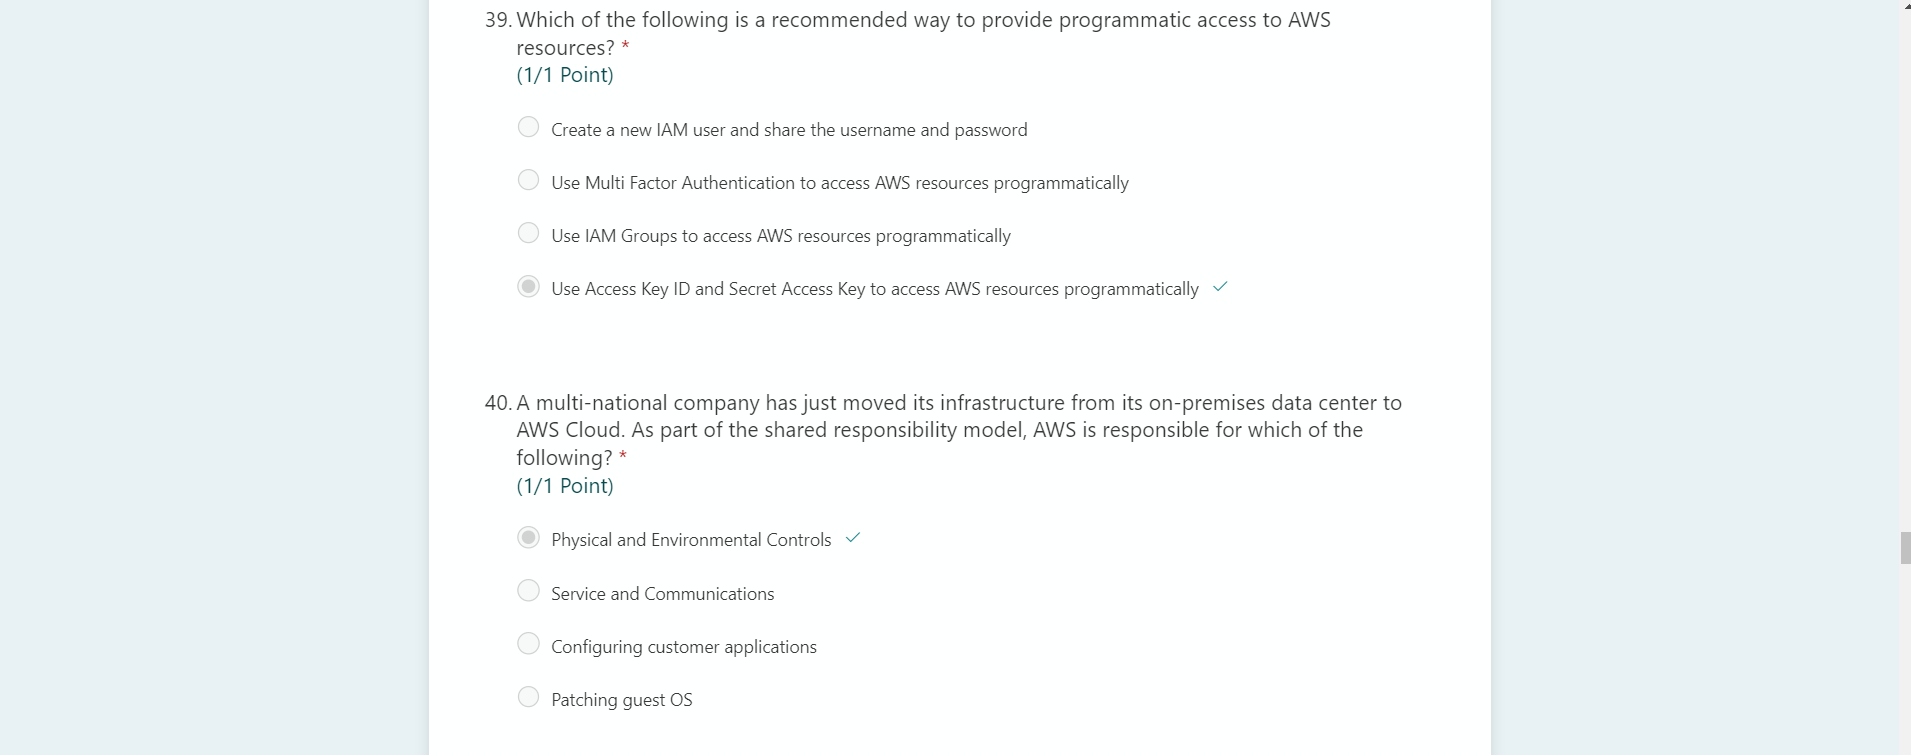 39. Which of the following is a recommended way to provide programmatic access to AWS
resources? *
(1/1 Point)
Create a new IAM user and share the username and password
Use Multi Factor Authentication to access AWS resources programmatically
Use IAM Groups to access AWS resources programmatically
Use Access Key ID and Secret Access Key to access AWS resources programmatically
40. A multi-national company has just moved its infrastructure from its on-premises data center to
AWS Cloud. As part of the shared responsibility model, AWS is responsible for which of the
following? *
(1/1 Point)
Physical and Environmental Controls
Service and Communications
Configuring customer applications
Patching guest OS